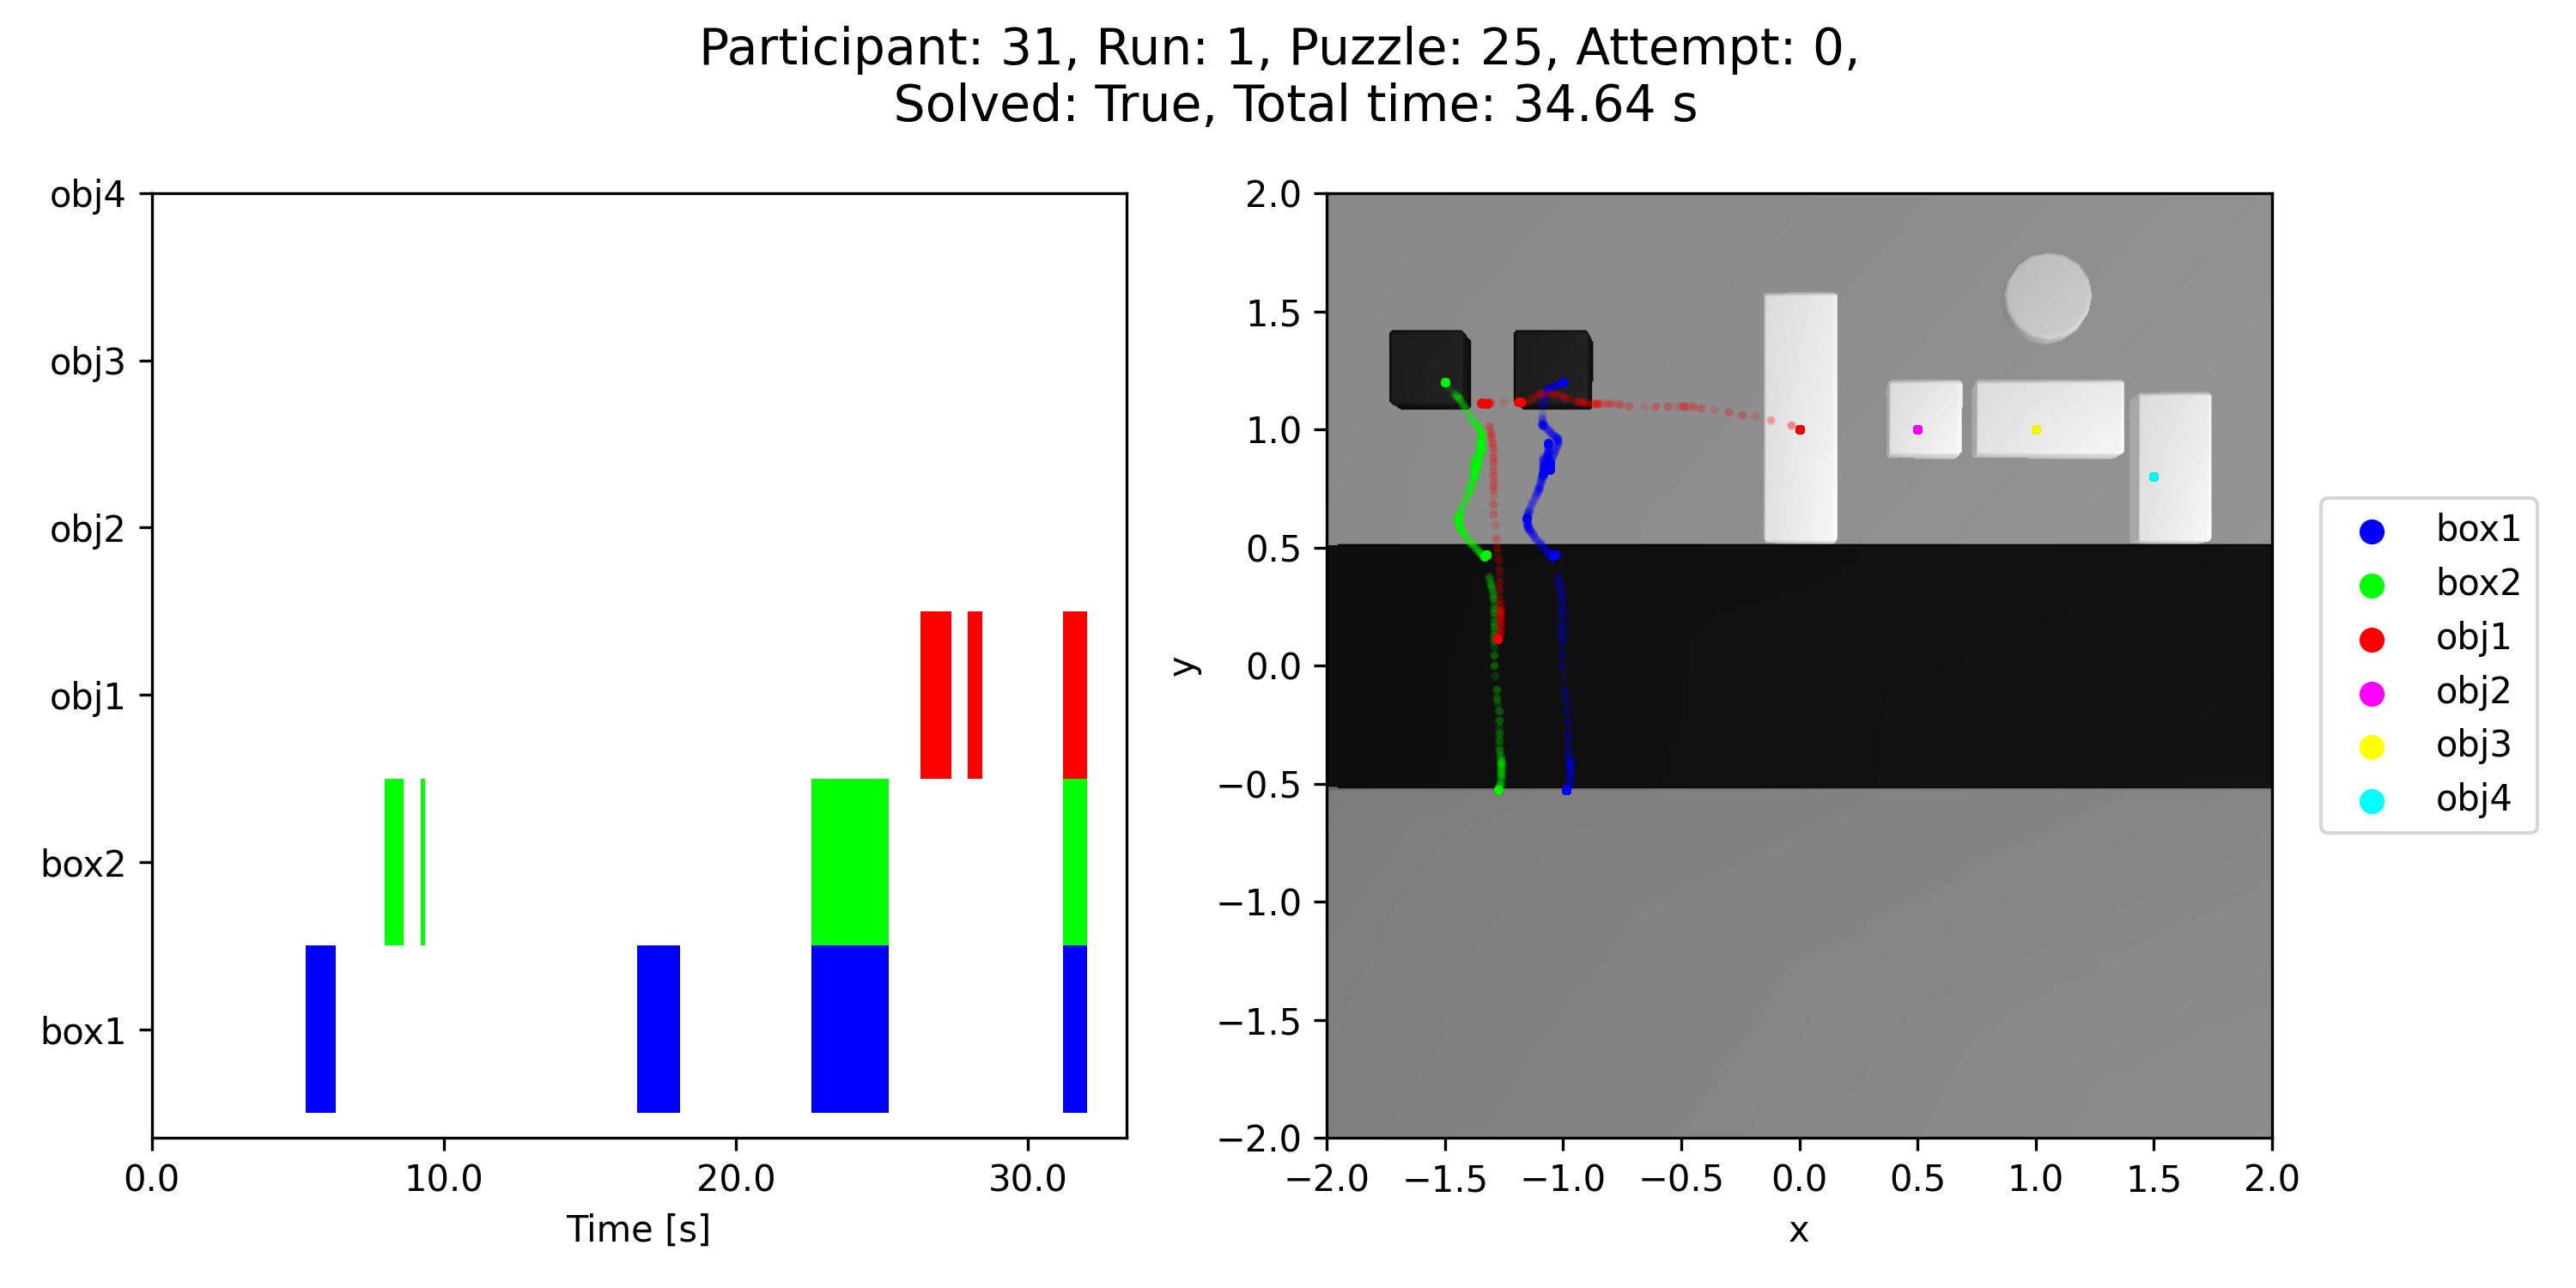 Participant: 31, Run: 1, Puzzle: 25, Attempt: 0,
Solved: True, Total time: 34.64 s
obj4
obj3
obj2
obj1
box2
box1
0.0 10.0 20.0 30.0
Time [s]
2.0
1.5
1.0
0.5
0.0
−0.5
−1.0
−1.5
−2.0
y
−2.0 −1.5 −1.0 −0.5 0.0 0.5 1.0 1.5 2.0
x
box1
box2
obj1
obj2
obj3
obj4